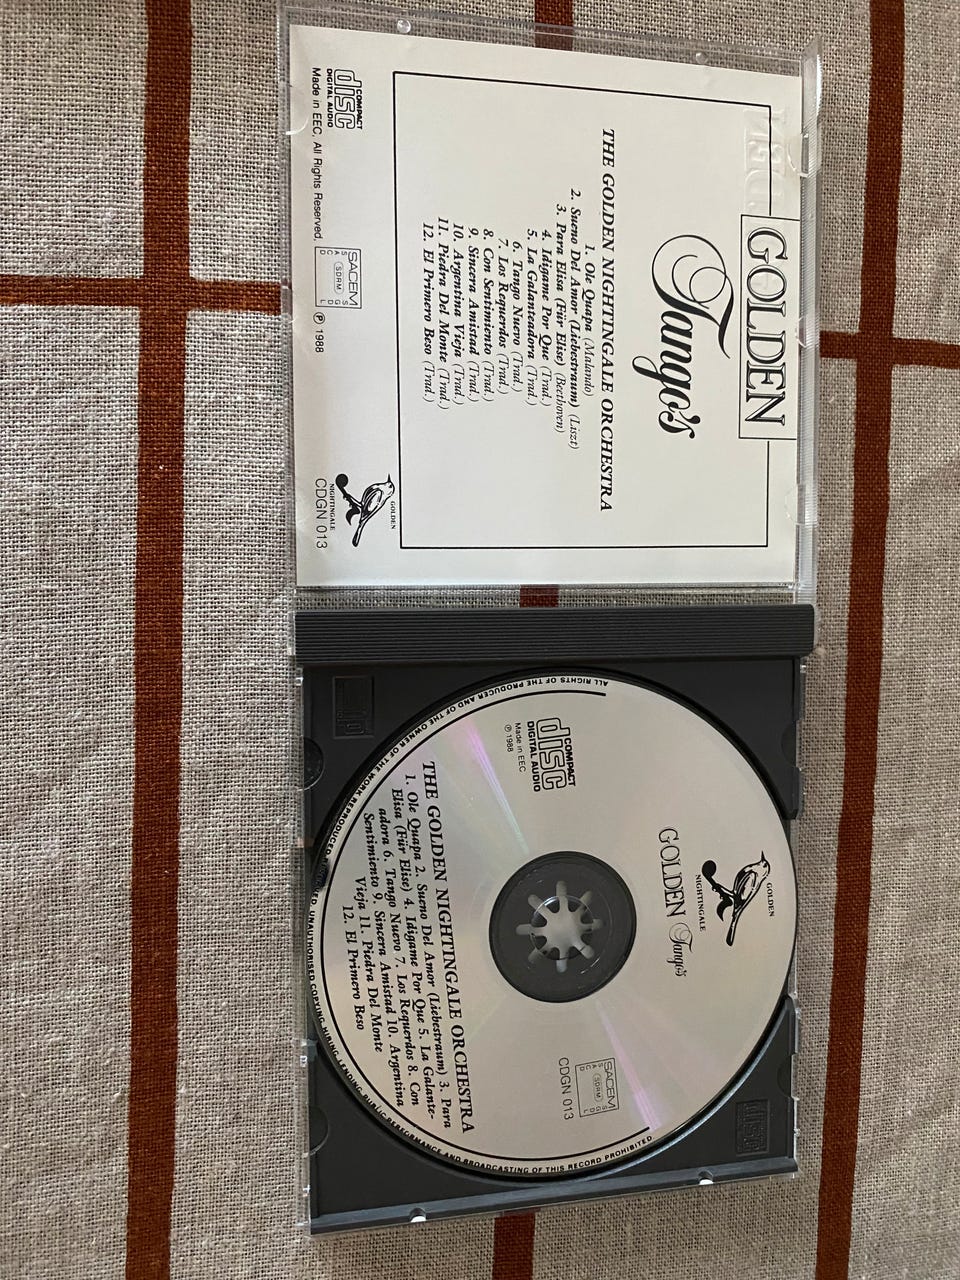 GOLDEN
Tango's
THE GOLDEN NIGHTINGALE ORCHESTRA
1. Ole Quapa (Malando)
2. Sueno Del Amor (Liebestraum) (Liszt)
3. Para Elisa (Für Elise) (Beethoven)
4. Idigame Por Que (Trad.)
5. La Galanteadora (Trad.)
6. Tango Nuevo (Trad.)
7. Los Requerdos (Trad.)
8. Con Sentimiento (Trad.)
9. Sincera Amistad (Trad.)
10. Argentina Vieja (Trad.)
11. Piedra Del Monte (Trad.)
12. El Primero Beso (Trad.)
COMPACT
disc
DIGITAL AUDIO
Made in EEC, All Rights Reserved.
SACEM
SDRM
S A C D
S G D L
℗ 1988
GOLDEN
NIGHTINGALE
CDGN 013
GOLDEN
NIGHTINGALE
GOLDEN Tango's
COMPACT
disc
DIGITAL AUDIO
Made in EEC
℗ 1988
SACEM
SDRM
S A C D
S G D L
CDGN 013
THE GOLDEN NIGHTINGALE ORCHESTRA
1. Ole Quapa 2. Sueno Del Amor (Liebestraum) 3. Para
Elisa (Für Elise) 4. Idigame Por Que 5. La Galante-
adora 6. Tango Nuevo 7. Los Requerdos 8. Con
Sentimiento 9. Sincera Amistad 10. Argentina
Vieja 11. Piedra Del Monte
12. El Primero Beso
ALL RIGHTS OF THE PRODUCER AND OF THE OWNER OF THE WORK REPRODUCED RESERVED. UNAUTHORISED COPYING, HIRING, LENDING, PUBLIC PERFORMANCE AND BROADCASTING OF THIS RECORD PROHIBITED